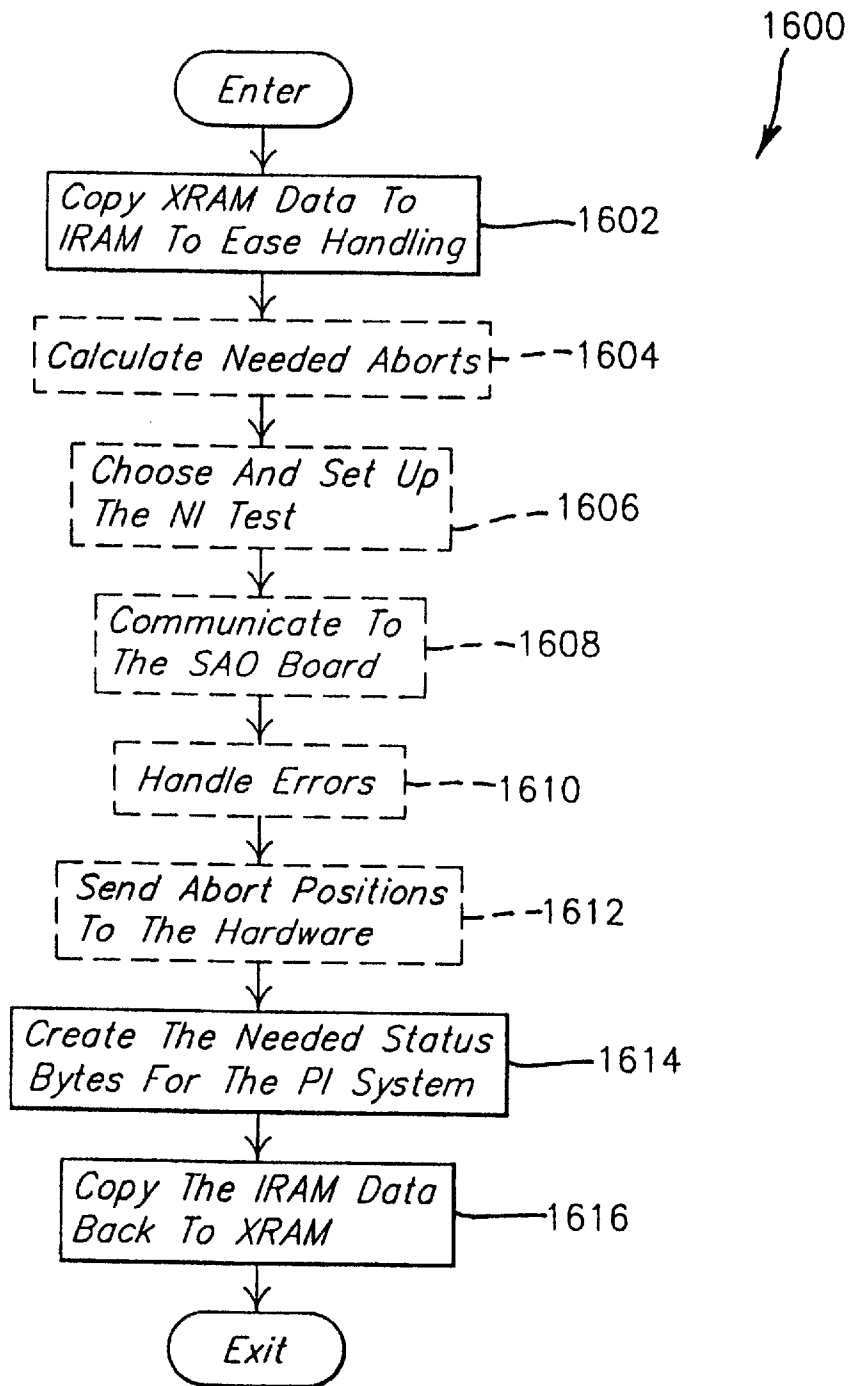 1600
Enter
Copy XRAM Data To
IRAM To Ease Handling
1602
Calculate Needed Aborts
1604
Choose And Set Up
The NI Test
1606
Communicate To
The SAO Board
1608
Handle Errors
1610
Send Abort Positions
To The Hardware
1612
Create The Needed Status
Bytes For The PI System
1614
Copy The IRAM Data
Back To XRAM
1616
Exit